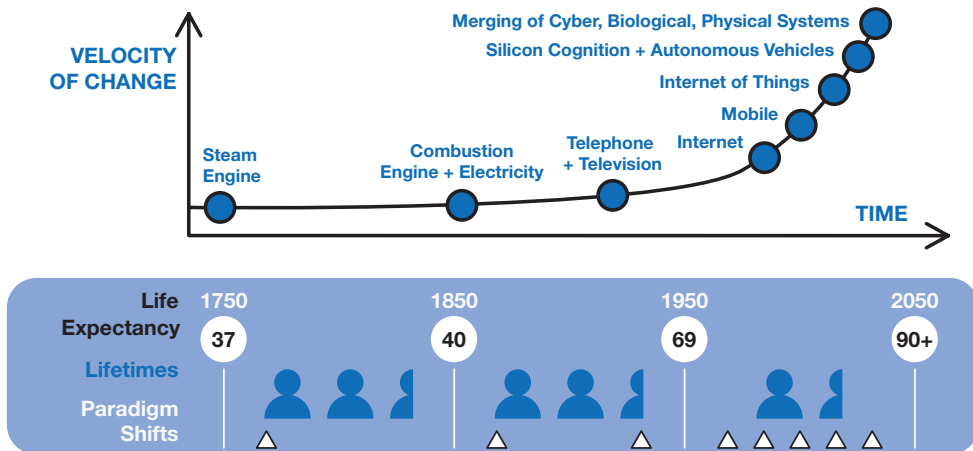 Merging of Cyber, Biological, Physical Systems
VELOCITY
OF CHANGE
Silicon Cognition + Autonomous Vehicles
Internet of Things
Mobile
Internet
Telephone
+ Television
Combustion
Engine + Electricity
Steam
Engine
TIME
Life
Expectancy
1750
1850
1950
2050
37
40
69
90+
Lifetimes
Paradigm
Shifts